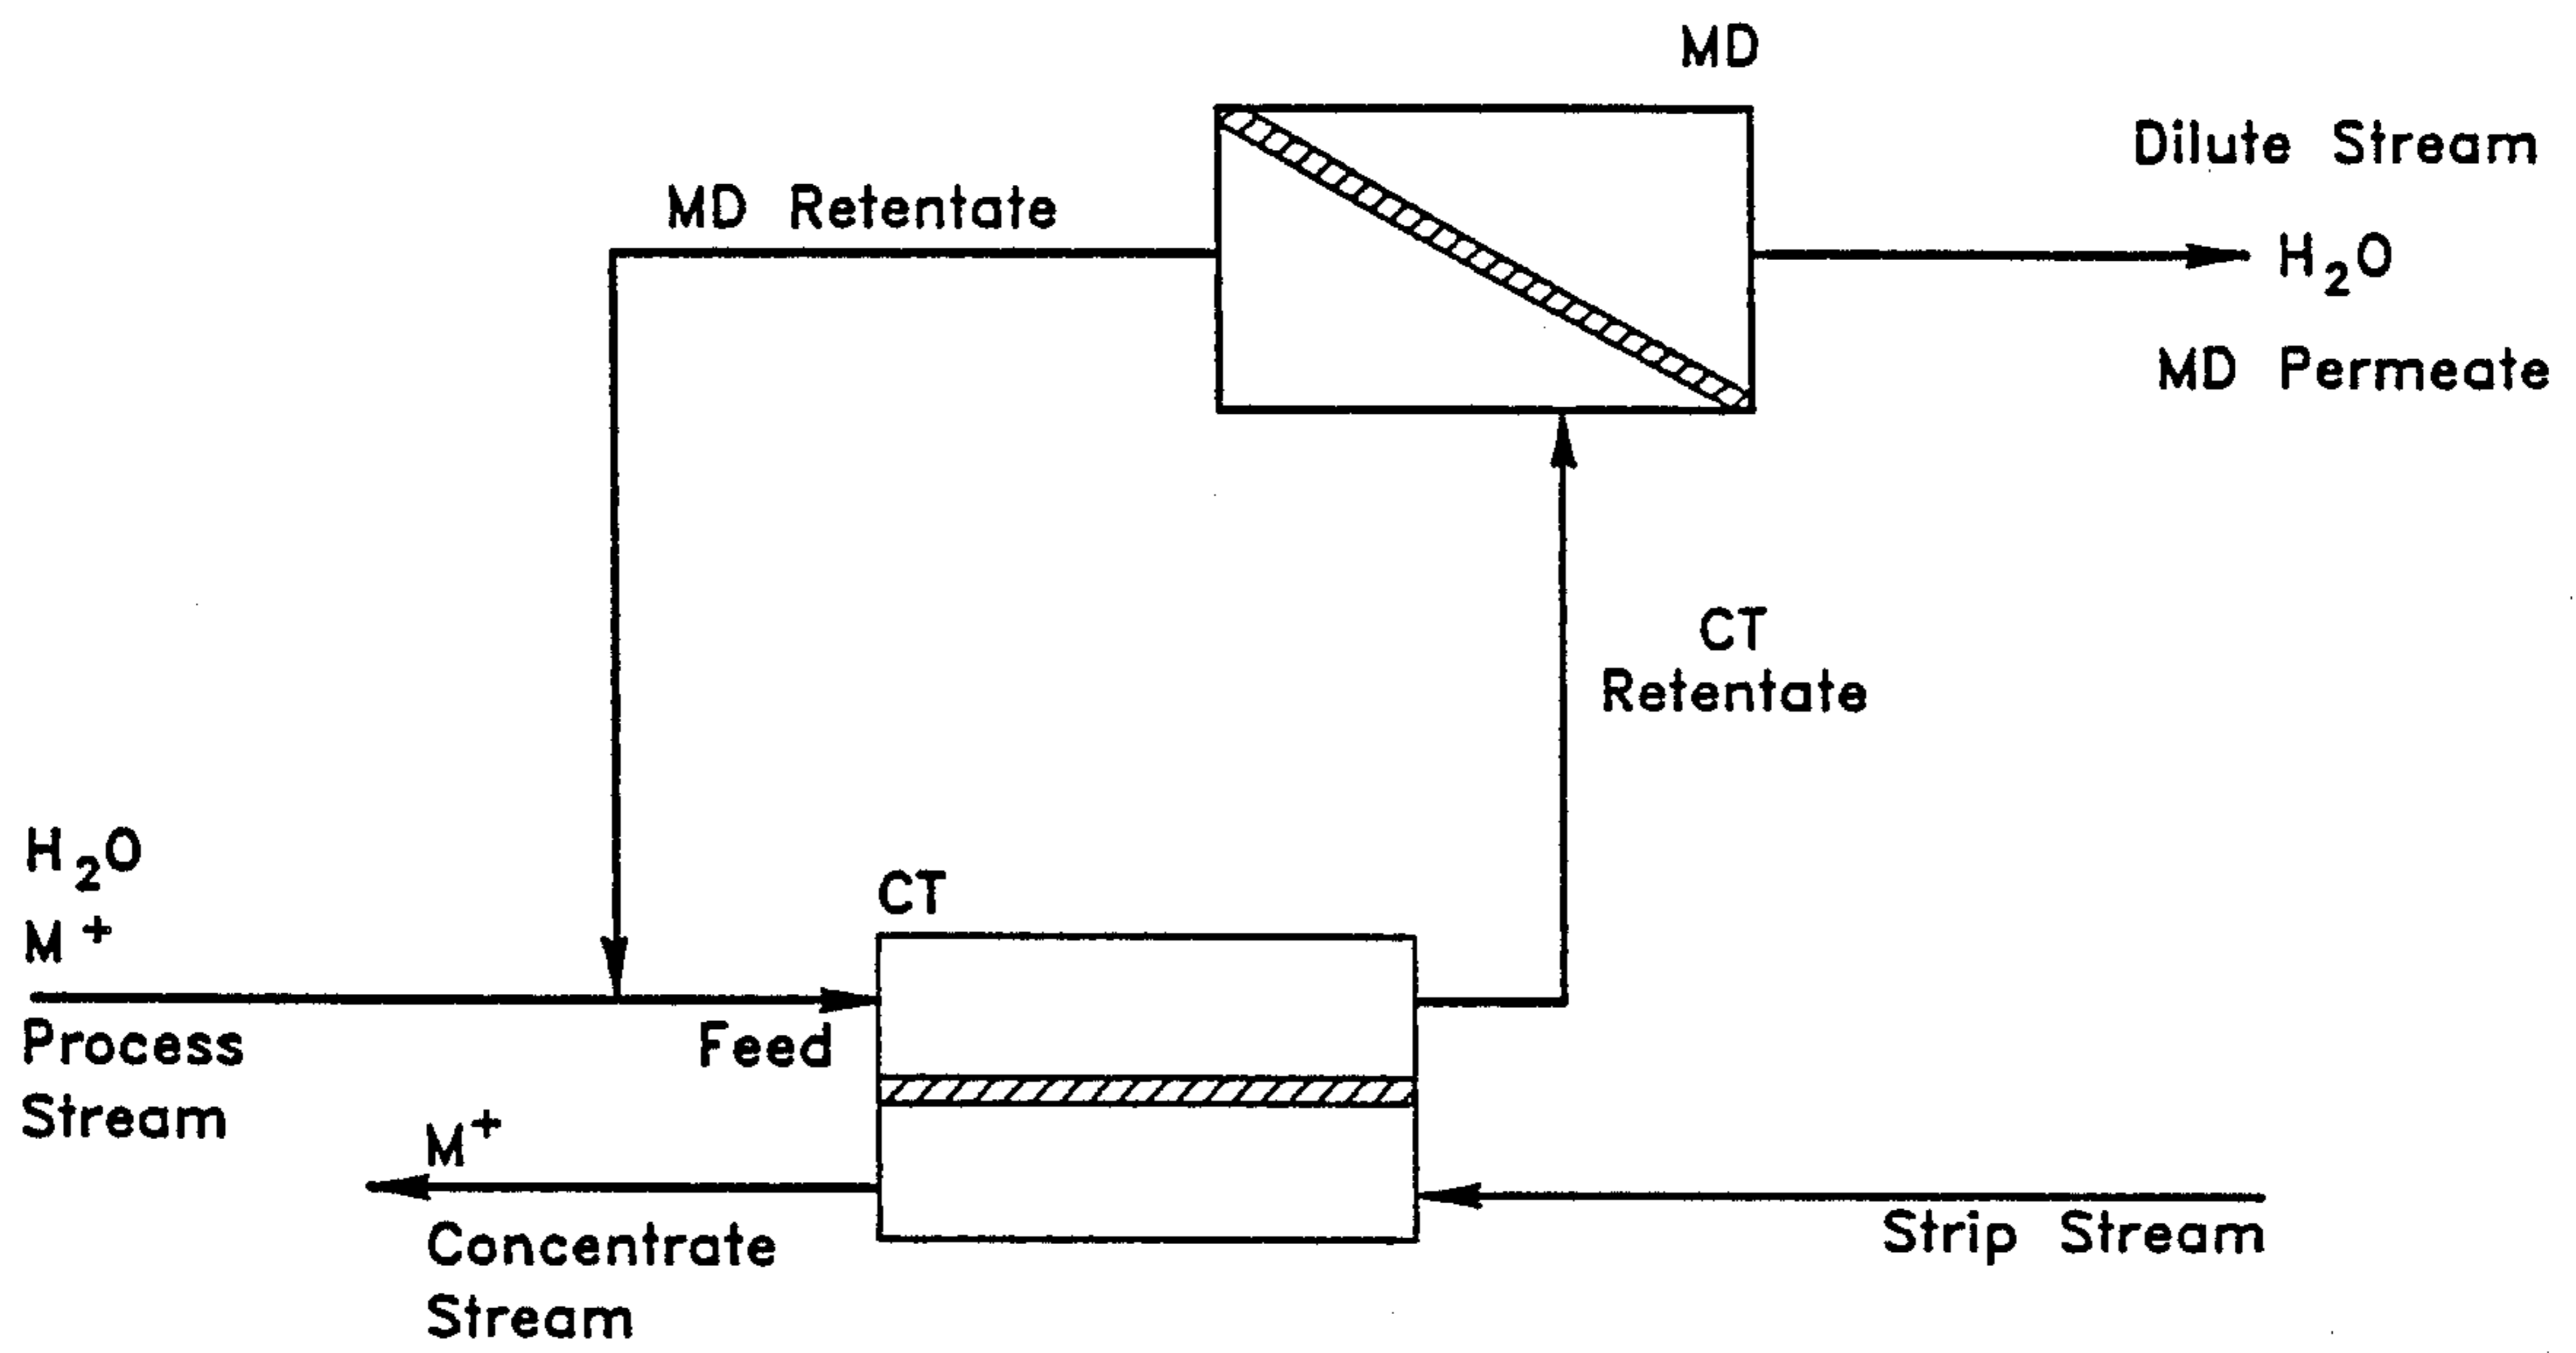 MD
Dilute Stream
MD Retentate
H₂O
MD Permeate
CT
Retentate
H₂O
M⁺
CT
Process
Stream
Feed
M⁺
Concentrate
Stream
Strip Stream